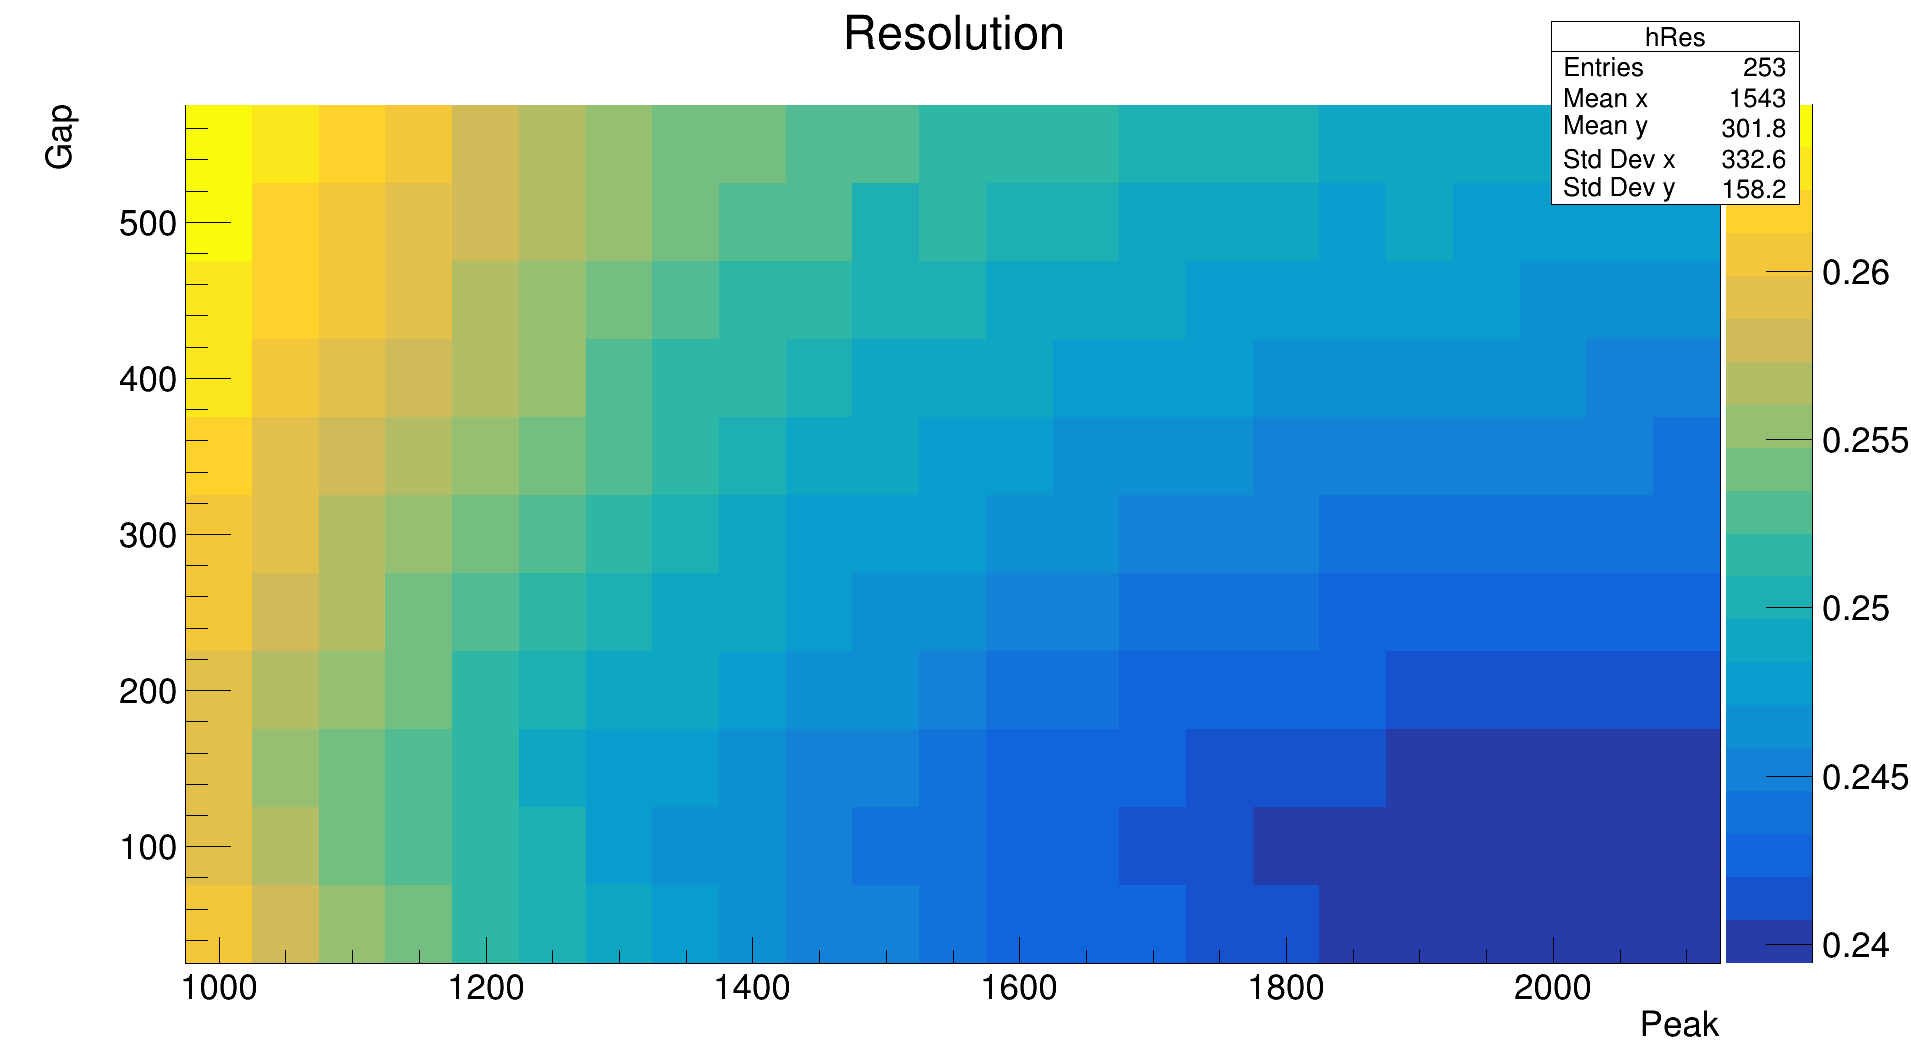 Resolution
hRes
Entries 253
Mean x 1543
Mean y 301.8
Std Dev x 332.6
Std Dev y 158.2
Gap
500
400
300
200
100
1000 1200 1400 1600 1800 2000
Peak
0.26
0.255
0.25
0.245
0.24